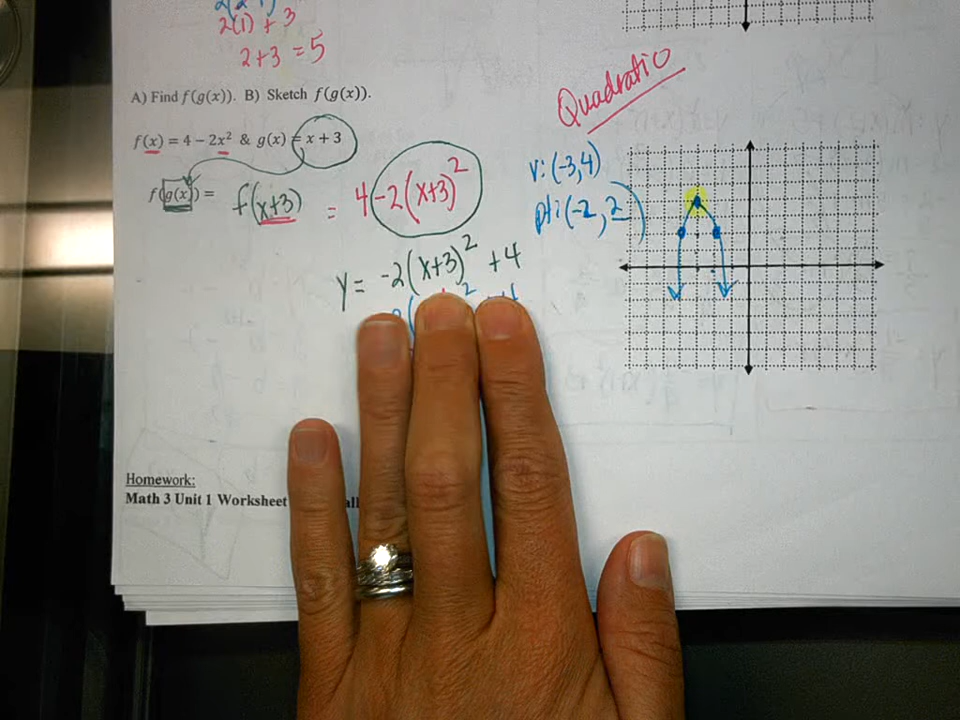 2(1) + 3
2+3 = 5
A) Find f(g(x)). B) Sketch f(g(x)).
Quadratic
f(x) = 4 − 2x² & g(x) = x + 3
v: (-3,4)
f(g(x)) = f(x+3) = 4-2(x+3)²
pt: (-2, 2)
y = -2(x+3)² +4
Homework:
Math 3 Unit 1 Worksheet